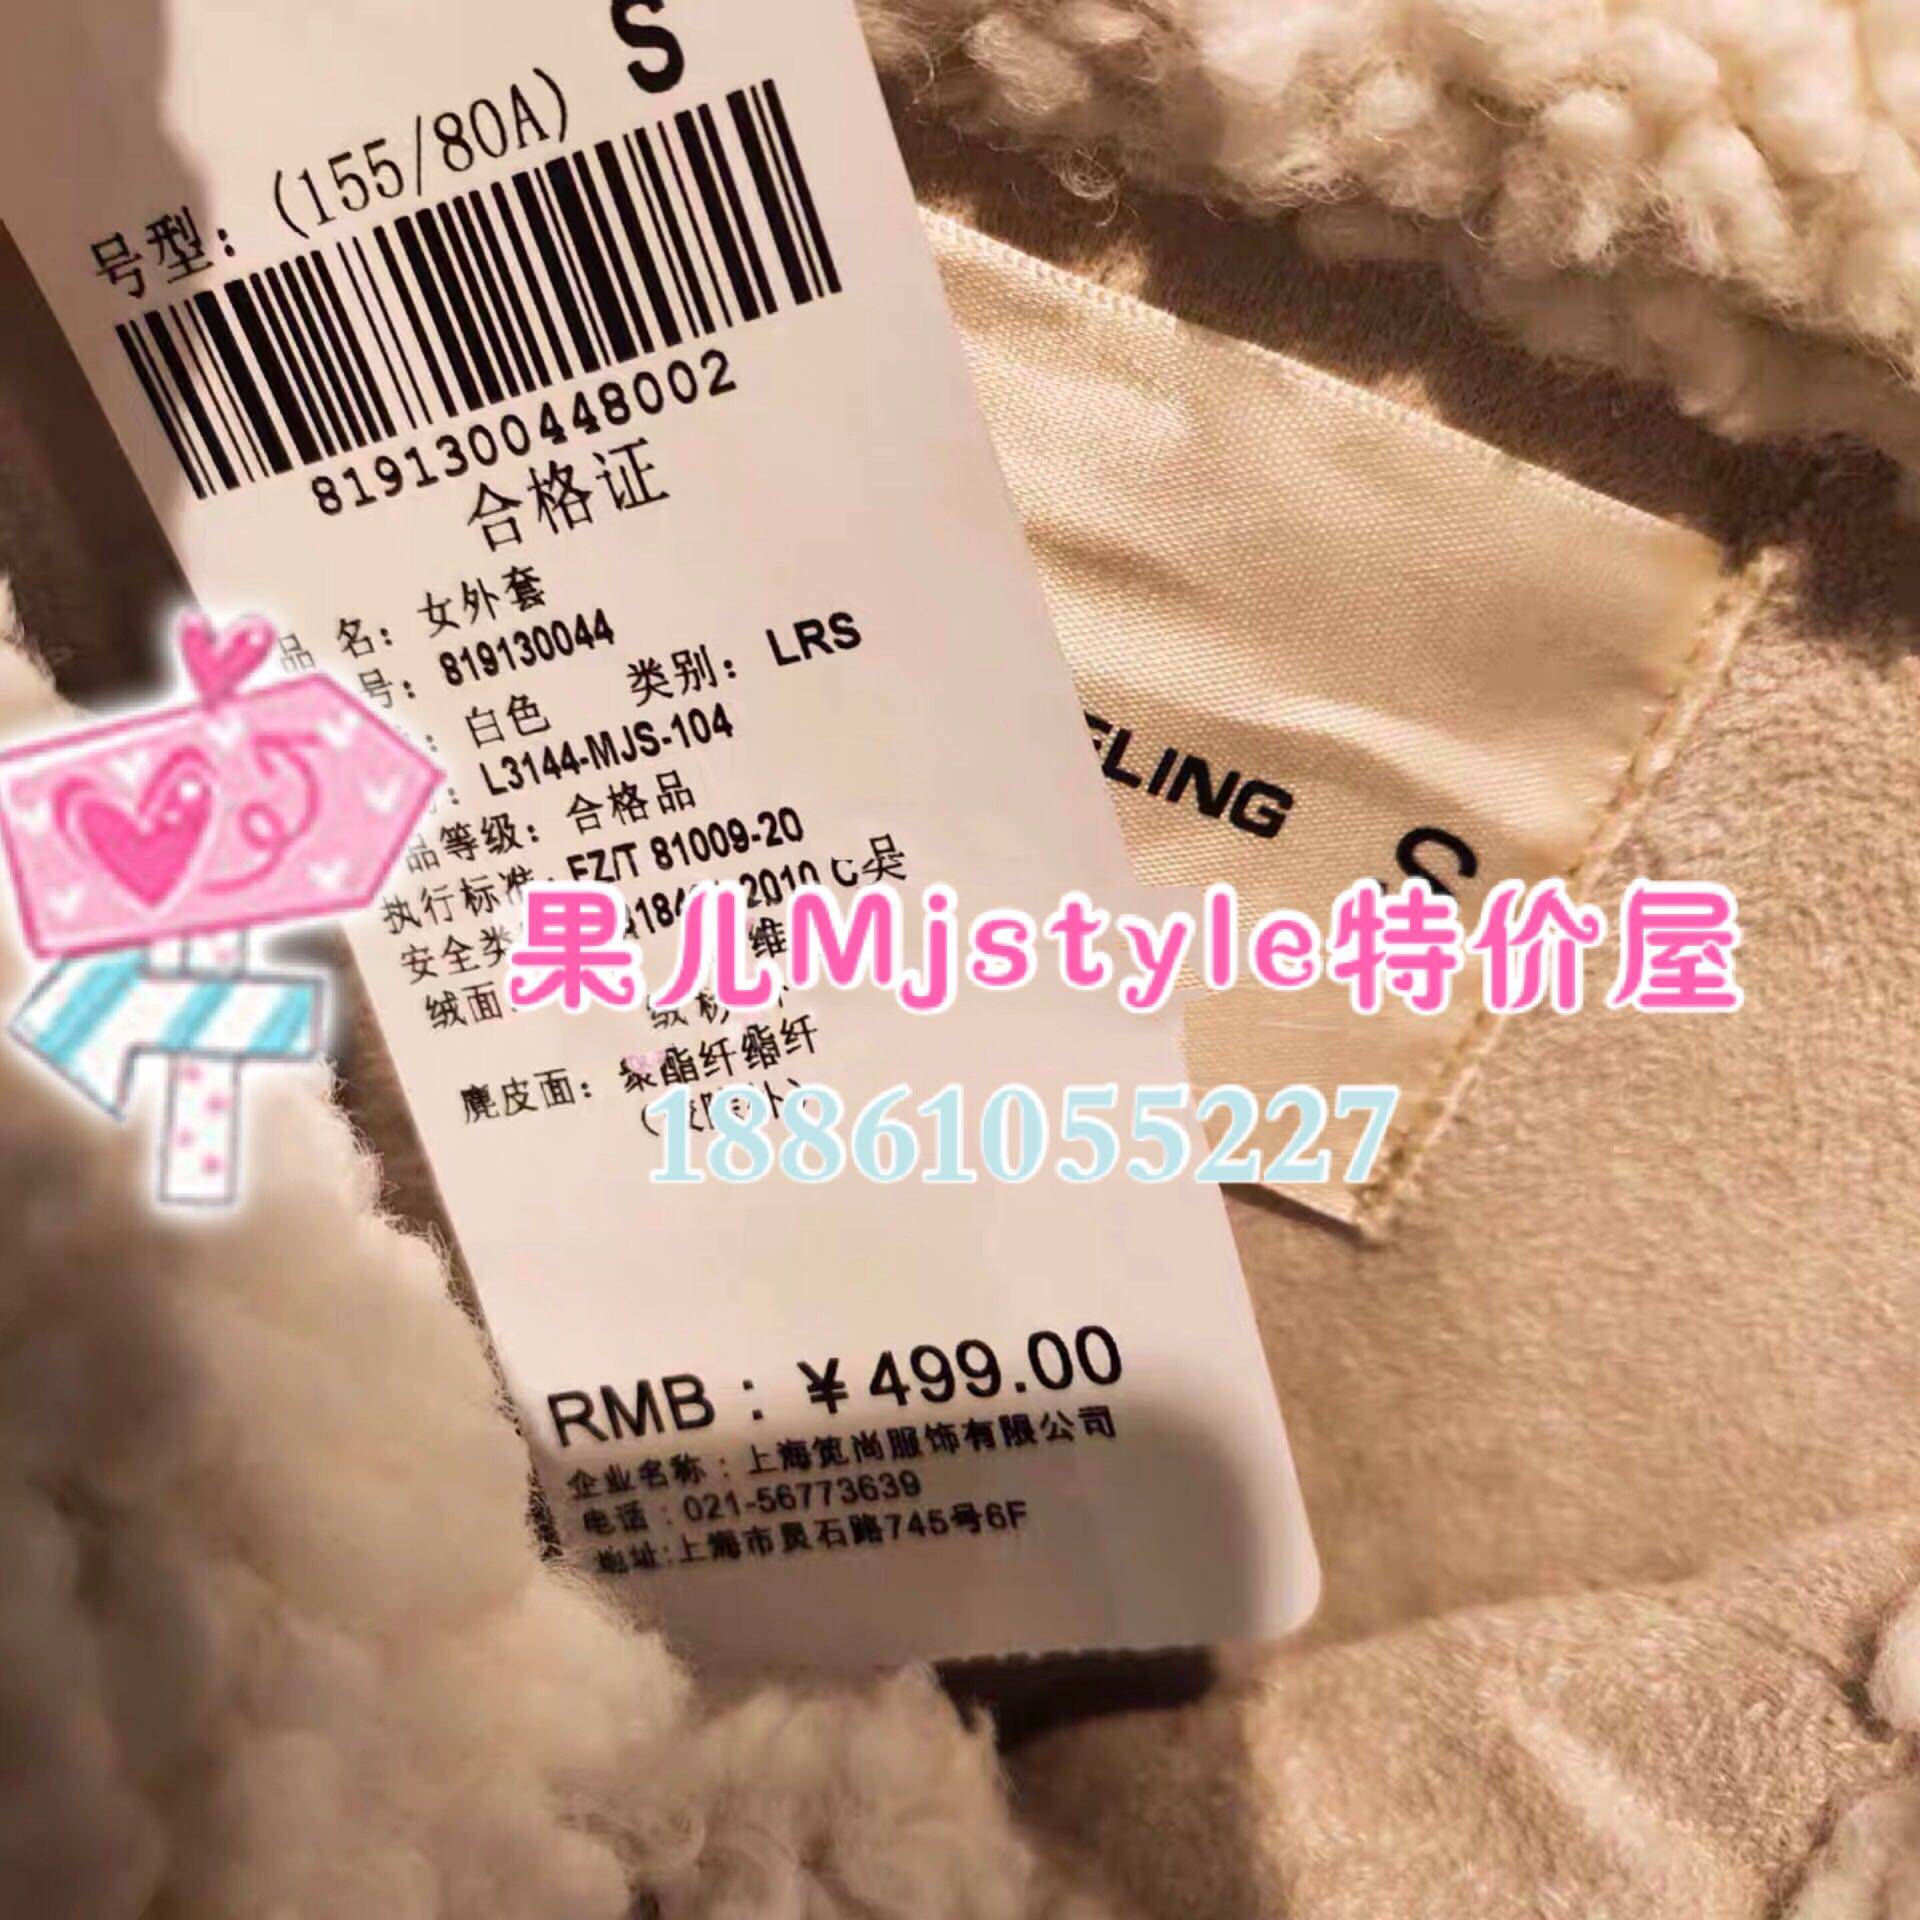 S
号型：(155/80A)
8191300448002
合格证
品 名：女外套
号：819130044
：白色 类别：LRS
：L3144-MJS-104
品等级：合格品
执行标准：FZ/T 81009-20
安全类 2010 C类
绒面 维
麂皮面：聚酯纤维
RMB：¥499.00
企业名称：上海筧尚服饰有限公司
电话：021-56773639
地址:上海市灵石路745号6F
ELING
S
果儿Mjstyle特价屋
18861055227